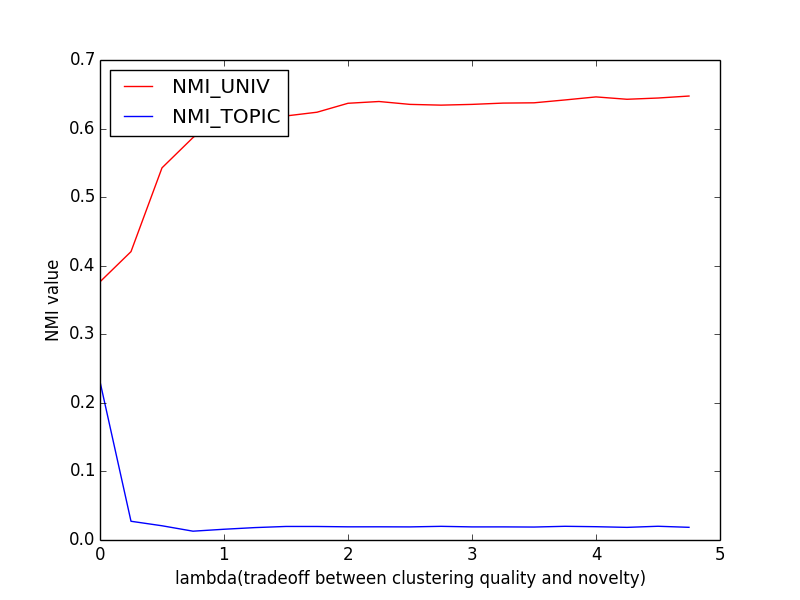 NMI_UNIV
NMI_TOPIC
0.7
0.6
0.5
0.4
0.3
0.2
0.1
0.0
NMI value
0 1 2 3 4 5
lambda(tradeoff between clustering quality and novelty)